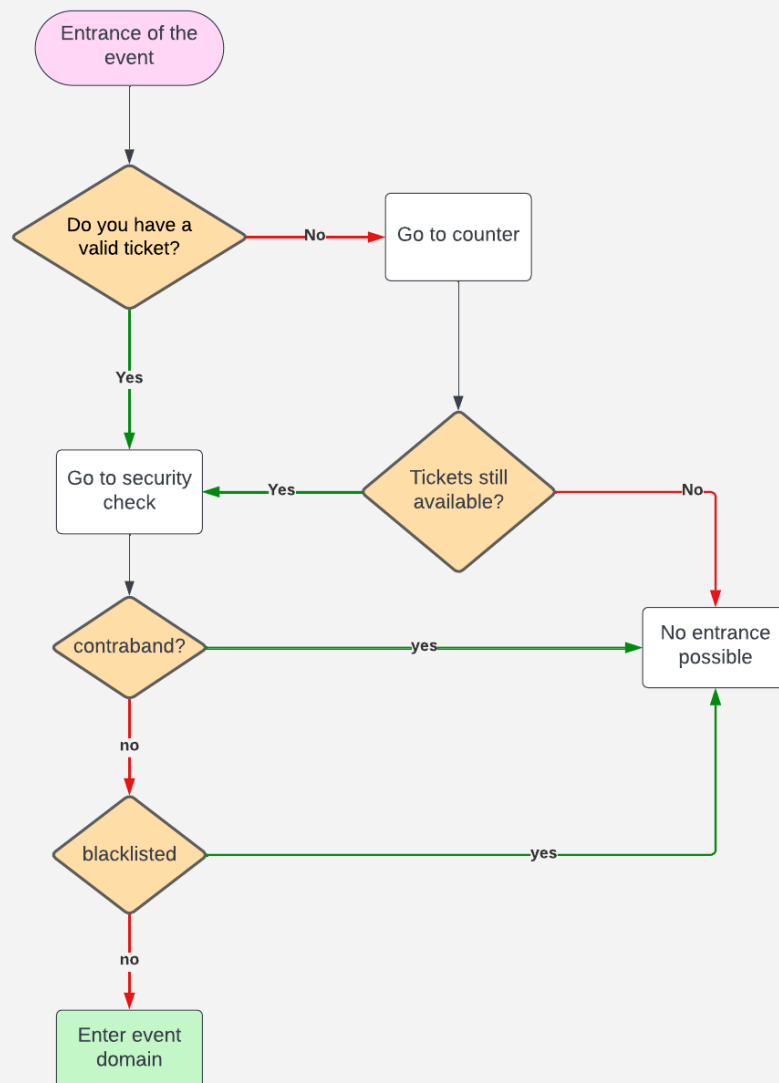 Entrance of the
event
Do you have a
valid ticket?
No
Go to counter
Yes
Go to security
check
Yes
Tickets still
available?
No
contraband?
yes
No entrance
possible
no
blacklisted
yes
no
Enter event
domain